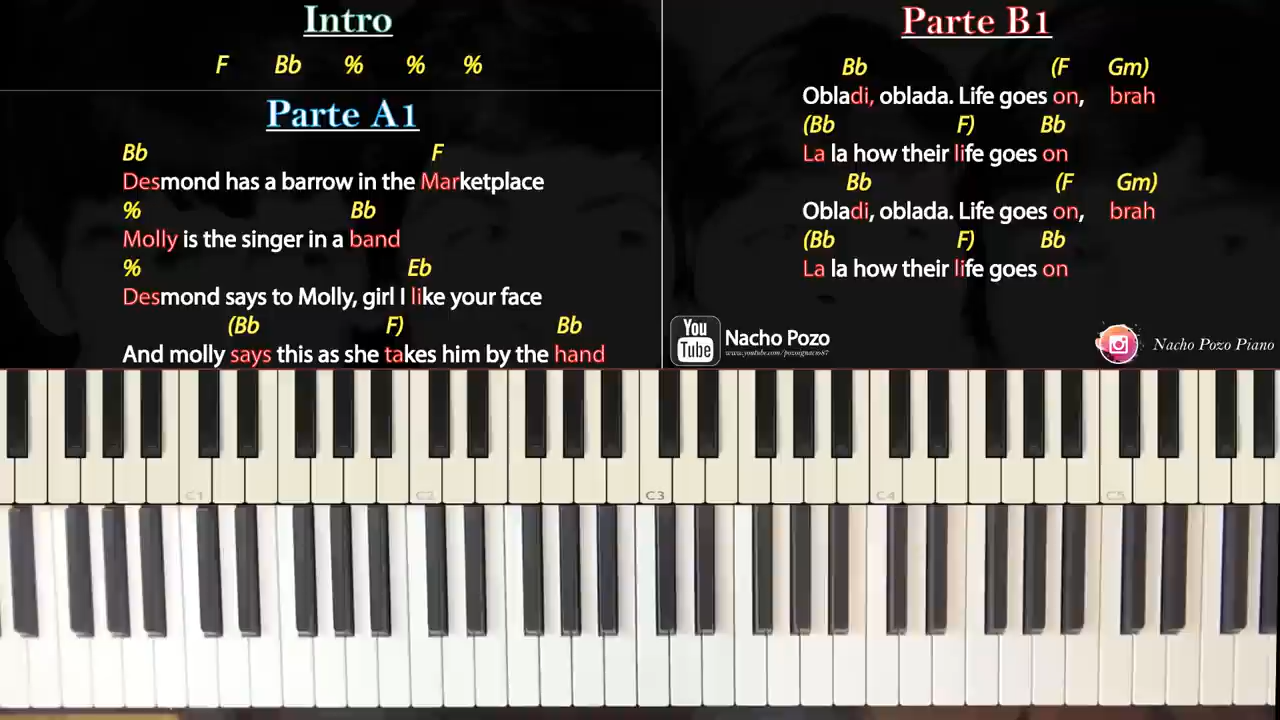 Intro
F Bb % % %
Parte A1
Bb F
Desmond has a barrow in the Marketplace
% Bb
Molly is the singer in a band
% Eb
Desmond says to Molly, girl I like your face
(Bb F) Bb
And molly says this as she takes him by the hand
Parte B1
Bb (F Gm)
Obladi, oblada. Life goes on, brah
(Bb F) Bb
La la how their life goes on
Bb (F Gm)
Obladi, oblada. Life goes on, brah
(Bb F) Bb
La la how their life goes on
You
Tube
Nacho Pozo
Nacho Pozo Piano
C1 C2 C3 C4 C5